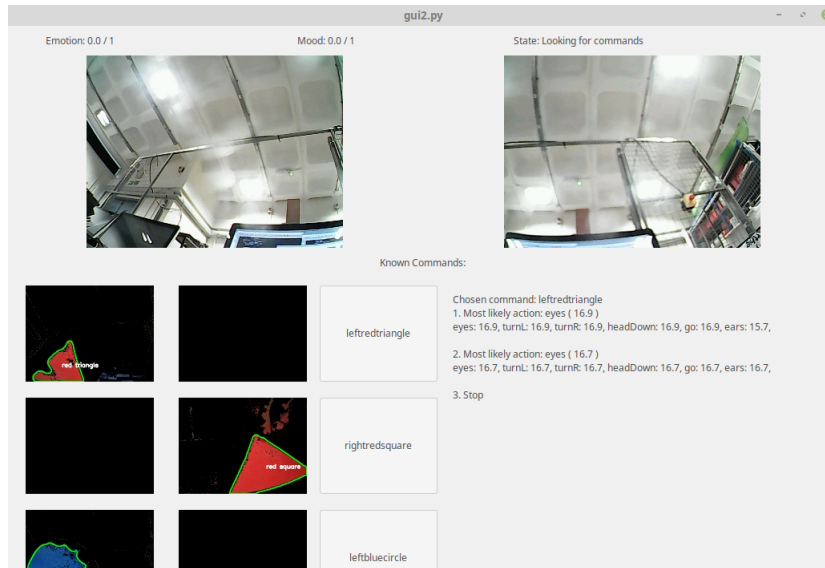 gui2.py
Emotion: 0.0 / 1 Mood: 0.0 / 1 State: Looking for commands
Known Commands:
red triangle
leftredtriangle
Chosen command: leftredtriangle
1. Most likely action: eyes ( 16.9 )
eyes: 16.9, turnL: 16.9, turnR: 16.9, headDown: 16.9, go: 16.9, ears: 15.7,
2. Most likely action: eyes ( 16.7 )
eyes: 16.7, turnL: 16.7, turnR: 16.7, headDown: 16.7, go: 16.7, ears: 16.7,
3. Stop
red square
rightredsquare
leftbluecircle